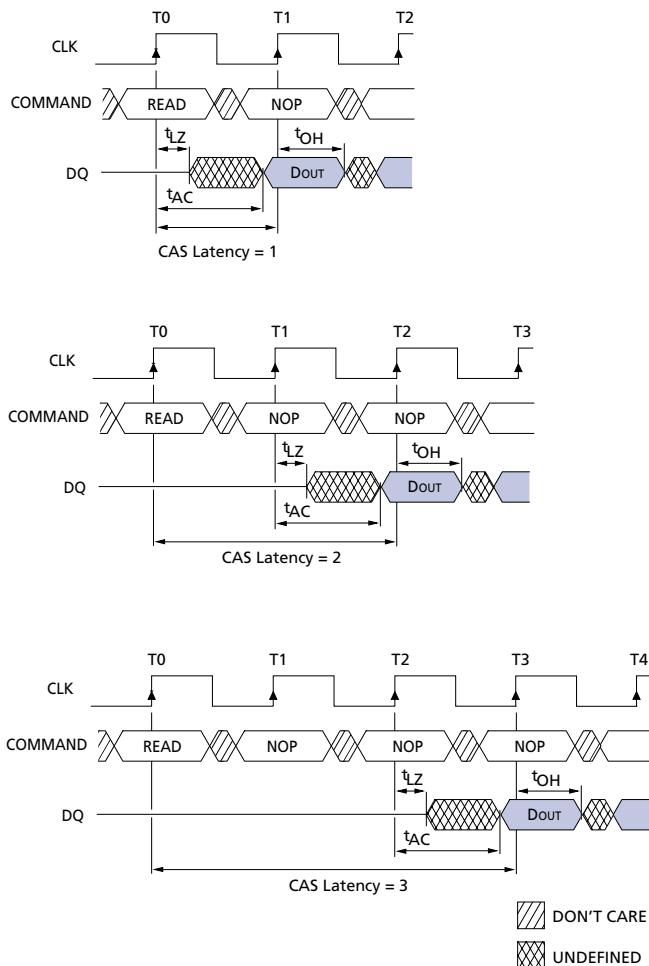 T0 T1 T2
CLK
COMMAND READ NOP
tLZ tOH
DQ DOUT
tAC
CAS Latency = 1
T0 T1 T2 T3
CLK
COMMAND READ NOP NOP
tLZ tOH
DQ DOUT
tAC
CAS Latency = 2
T0 T1 T2 T3 T4
CLK
COMMAND READ NOP NOP NOP
tLZ tOH
DQ DOUT
tAC
CAS Latency = 3
DON'T CARE
UNDEFINED